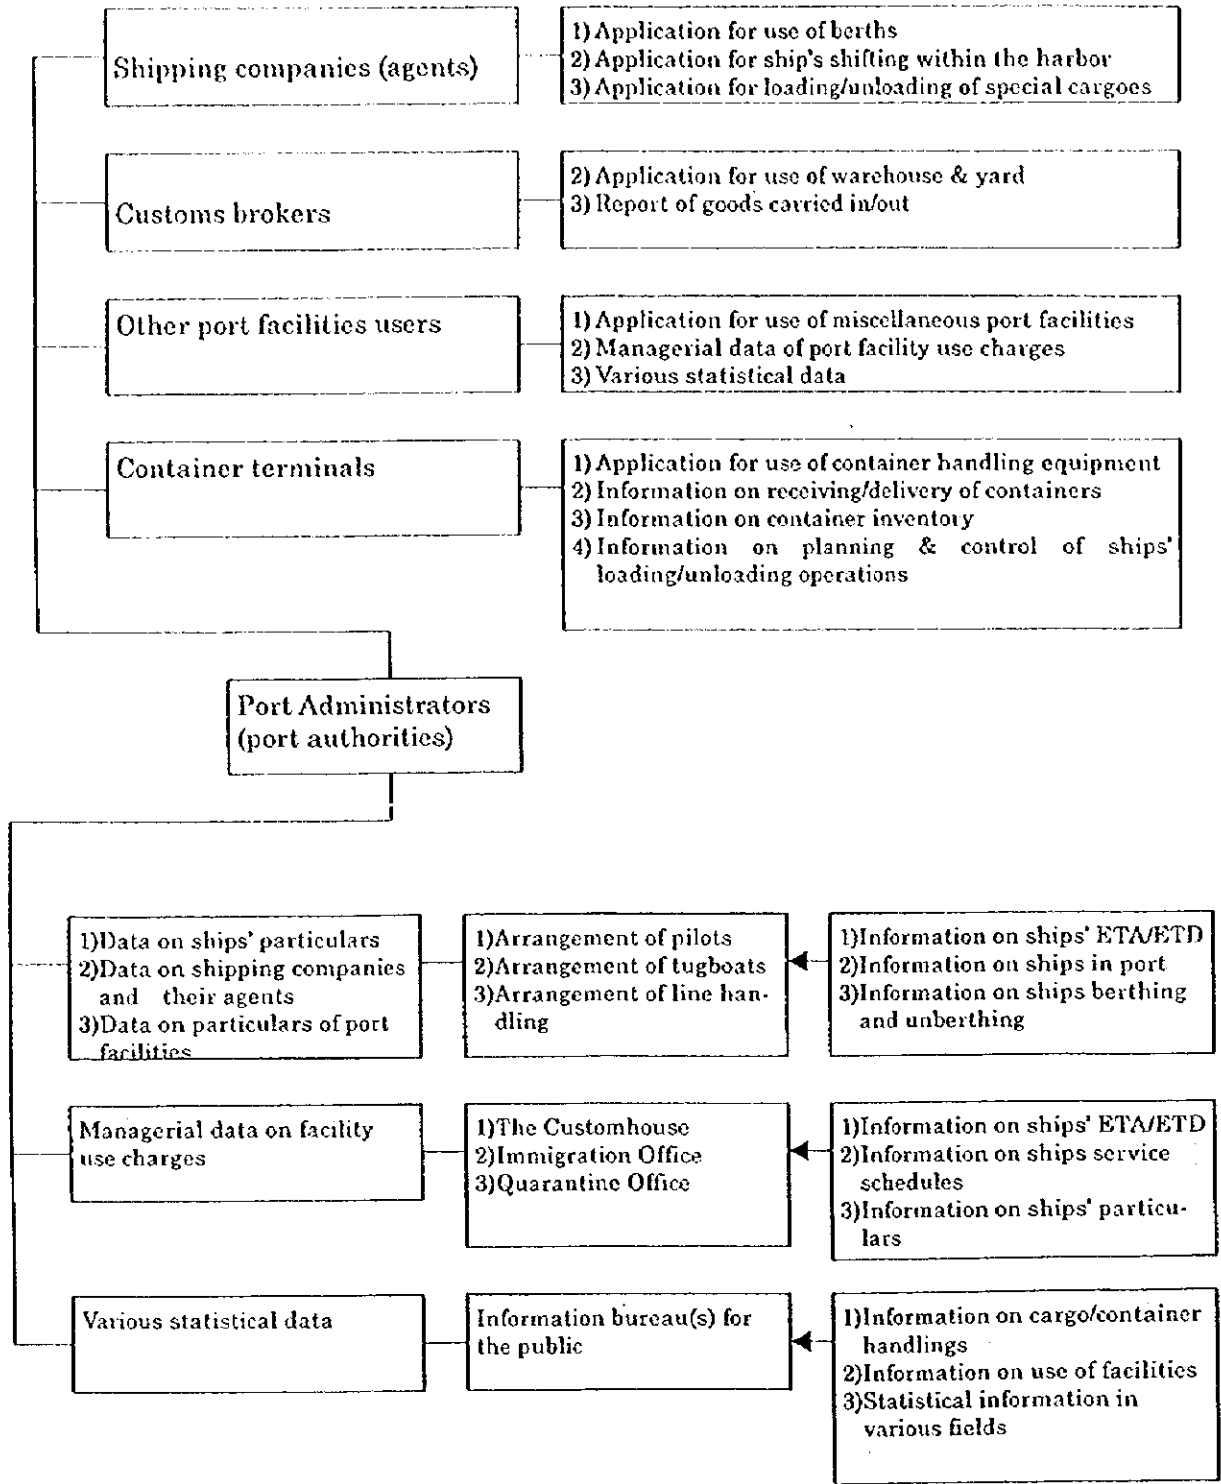 Shipping companies (agents)
1) Application for use of berths
2) Application for ship's shifting within the harbor
3) Application for loading/unloading of special cargoes
Customs brokers
2) Application for use of warehouse & yard
3) Report of goods carried in/out
Other port facilities users
1) Application for use of miscellaneous port facilities
2) Managerial data of port facility use charges
3) Various statistical data
Container terminals
1) Application for use of container handling equipment
2) Information on receiving/delivery of containers
3) Information on container inventory
4) Information on planning & control of ships'
loading/unloading operations
Port Administrators
(port authorities)
1)Data on ships' particulars
2)Data on shipping companies
and their agents
3)Data on particulars of port
facilities
1)Arrangement of pilots
2)Arrangement of tugboats
3)Arrangement of line han-
dling
1)Information on ships' ETA/ETD
2)Information on ships in port
3)Information on ships berthing
and unberthing
Managerial data on facility
use charges
1)The Customhouse
2)Immigration Office
3)Quarantine Office
1)Information on ships' ETA/ETD
2)Information on ships service
schedules
3)Information on ships' particu-
lars
Various statistical data
Information bureau(s) for
the public
1)Information on cargo/container
handlings
2)Information on use of facilities
3)Statistical information in
various fields